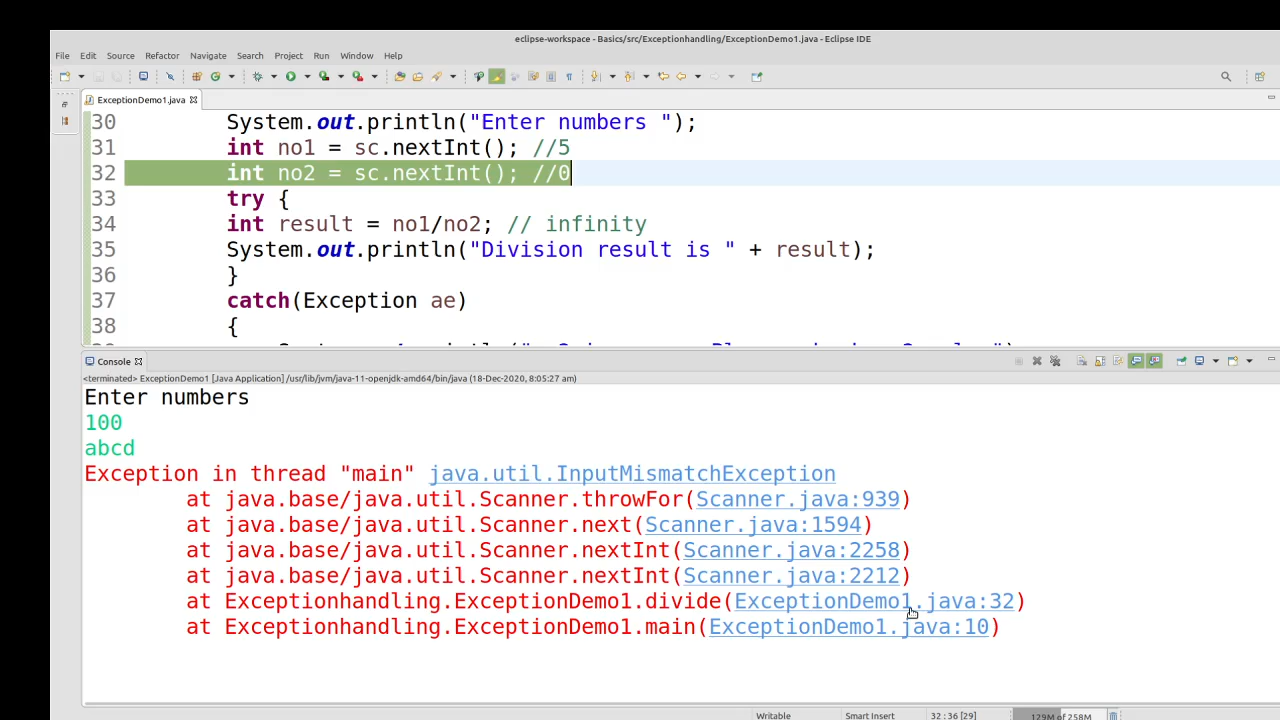 eclipse-workspace - Basics/src/Exceptionhandling/ExceptionDemo1.java - Eclipse IDE
File Edit Source Refactor Navigate Search Project Run Window Help
ExceptionDemo1.java
30 System.out.println("Enter numbers ");
31 int no1 = sc.nextInt(); //5
32 int no2 = sc.nextInt(); //0
33 try {
34 int result = no1/no2; // infinity
35 System.out.println("Division result is " + result);
36 }
37 catch(Exception ae)
38 {
Console
<terminated> ExceptionDemo1 [Java Application] /usr/lib/jvm/java-11-openjdk-amd64/bin/java (18-Dec-2020, 8:05:27 am)
Enter numbers
100
abcd
Exception in thread "main" java.util.InputMismatchException
at java.base/java.util.Scanner.throwFor(Scanner.java:939)
at java.base/java.util.Scanner.next(Scanner.java:1594)
at java.base/java.util.Scanner.nextInt(Scanner.java:2258)
at java.base/java.util.Scanner.nextInt(Scanner.java:2212)
at Exceptionhandling.ExceptionDemo1.divide(ExceptionDemo1.java:32)
at Exceptionhandling.ExceptionDemo1.main(ExceptionDemo1.java:10)
Writable Smart Insert 32 : 36 [29] 129M of 258M